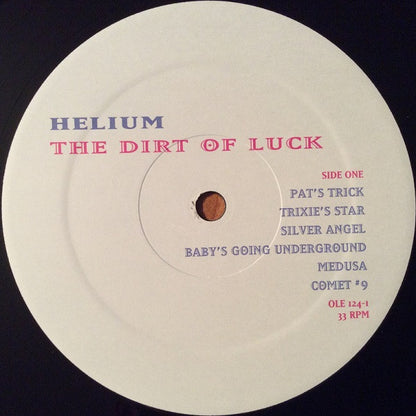 HELIUM
THE DIRT OF LUCK
SIDE ONE
PAT'S TRICK
TRIXIE'S STAR
SILVER ANGEL
BABY'S GOING UNDERGROUND
MEDUSA
COMET #9
OLE 124-1
33 RPM